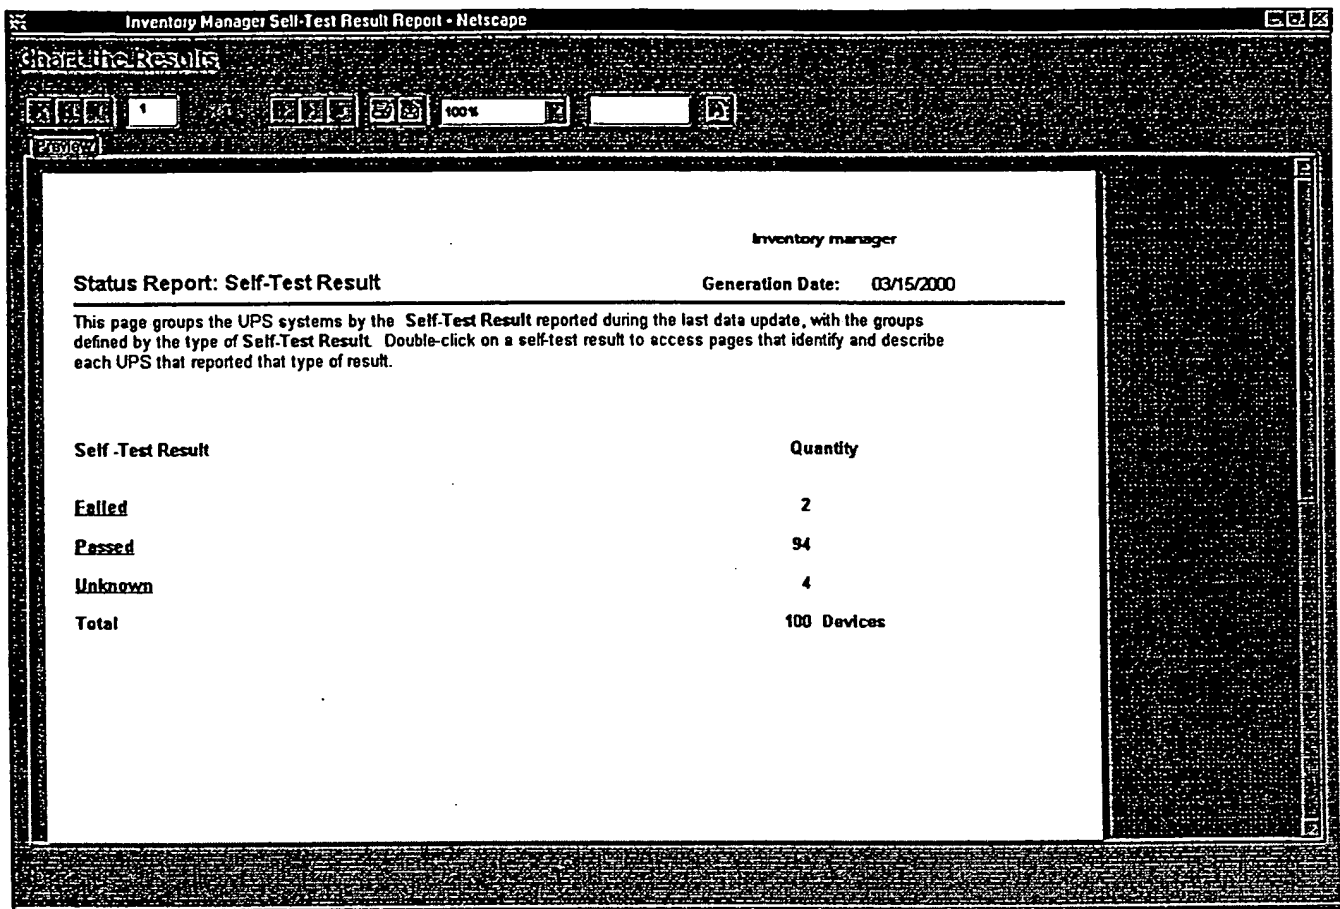 Inventory Manager Self-Test Result Report - Netscape
Chart the Results
1
100%
Preview
Inventory manager
Status Report: Self-Test Result
Generation Date: 03/15/2000
This page groups the UPS systems by the Self-Test Result reported during the last data update, with the groups
defined by the type of Self-Test Result. Double-click on a self-test result to access pages that identify and describe
each UPS that reported that type of result.
Self -Test Result Quantity
Failed 2
Passed 94
Unknown 4
Total 100 Devices